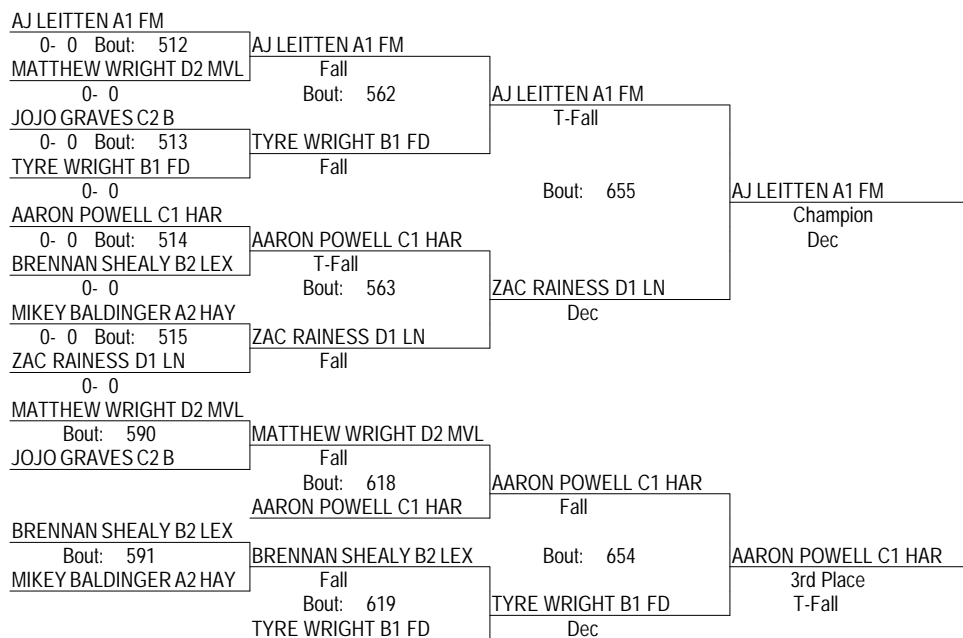 AJ LEITTEN A1 FM
0- 0 Bout: 512 AJ LEITTEN A1 FM
MATTHEW WRIGHT D2 MVL Fall
0- 0 Bout: 562 AJ LEITTEN A1 FM
JOJO GRAVES C2 B T-Fall
0- 0 Bout: 513 TYRE WRIGHT B1 FD
TYRE WRIGHT B1 FD Fall
0- 0 Bout: 655 AJ LEITTEN A1 FM
AARON POWELL C1 HAR Champion
0- 0 Bout: 514 AARON POWELL C1 HAR Dec
BRENNAN SHEALY B2 LEX T-Fall
0- 0 Bout: 563 ZAC RAINESS D1 LN
MIKEY BALDINGER A2 HAY Dec
0- 0 Bout: 515 ZAC RAINESS D1 LN
ZAC RAINESS D1 LN Fall
0- 0
MATTHEW WRIGHT D2 MVL
Bout: 590 MATTHEW WRIGHT D2 MVL
JOJO GRAVES C2 B Fall
Bout: 618 AARON POWELL C1 HAR
AARON POWELL C1 HAR Fall
BRENNAN SHEALY B2 LEX
Bout: 591 BRENNAN SHEALY B2 LEX Bout: 654 AARON POWELL C1 HAR
MIKEY BALDINGER A2 HAY Fall 3rd Place
Bout: 619 TYRE WRIGHT B1 FD T-Fall
TYRE WRIGHT B1 FD Dec